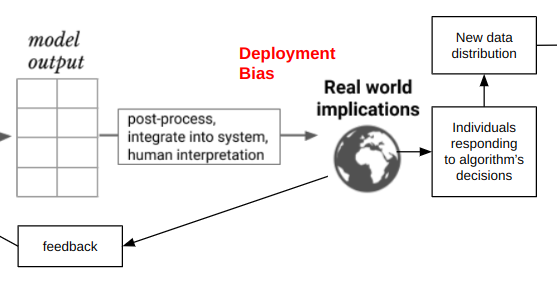 model
output
Deployment
Bias
post-process,
integrate into system,
human interpretation
Real world
implications
New data
distribution
Individuals
responding
to algorithm's
decisions
feedback